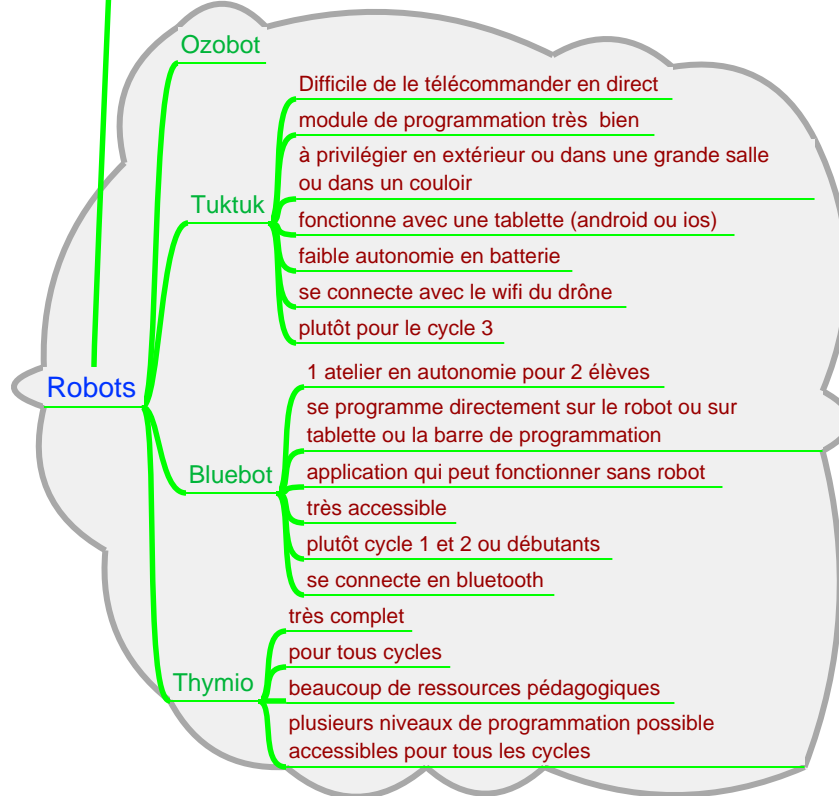 Robots
Ozobot
Tuktuk
Difficile de le télécommander en direct
module de programmation très  bien
à privilégier en extérieur ou dans une grande salle
ou dans un couloir
fonctionne avec une tablette (android ou ios)
faible autonomie en batterie
se connecte avec le wifi du drône
plutôt pour le cycle 3
Bluebot
1 atelier en autonomie pour 2 élèves
se programme directement sur le robot ou sur
tablette ou la barre de programmation
application qui peut fonctionner sans robot
très accessible
plutôt cycle 1 et 2 ou débutants
se connecte en bluetooth
Thymio
très complet
pour tous cycles
beaucoup de ressources pédagogiques
plusieurs niveaux de programmation possible
accessibles pour tous les cycles